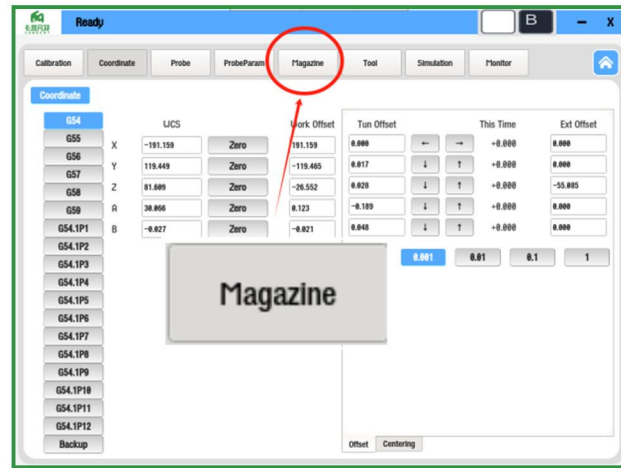 Ready
B
– X
Calibration Coordinate Probe ProbeParam Magazine Tool Simulation Monitor
Coordinate
G54 WCS Work Offset Tun Offset This Time Ext Offset
G55 X -191.159 Zero 191.159 0.000 ← → +0.000 0.000
G56
G57 Y 119.449 Zero -119.465 0.017 ↓ ↑ +0.000 0.000
G58 Z 81.609 Zero -26.552 0.028 ↓ ↑ +0.000 -55.085
G59 A 30.066 Zero 0.123 -0.189 ↓ ↑ +0.000 0.000
G54.1P1 B -0.027 Zero -0.021 0.048 ↓ ↑ +0.000 0.000
G54.1P2
G54.1P3 0.001 0.01 0.1 1
G54.1P4
G54.1P5 Magazine
G54.1P6
G54.1P7
G54.1P8
G54.1P9
G54.1P10
G54.1P11
G54.1P12
Backup Offset Centering